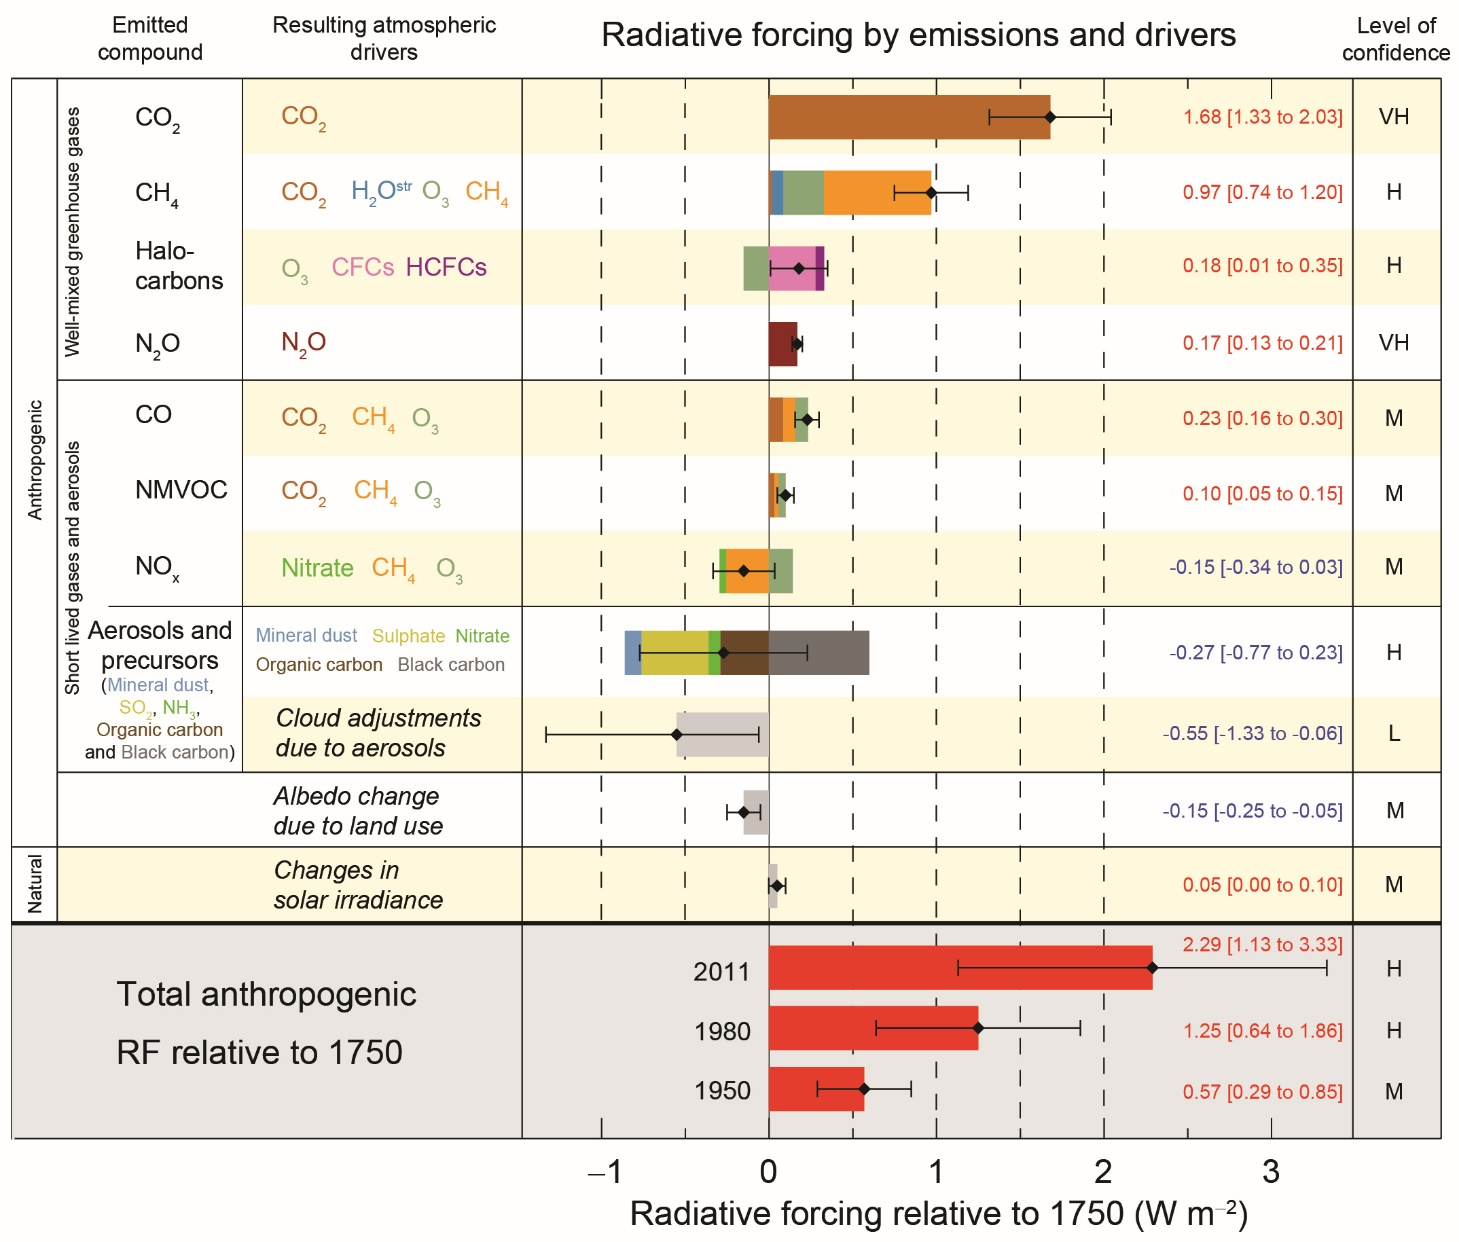 Emitted
compound
Resulting atmospheric
drivers
Radiative forcing by emissions and drivers
Level of
confidence
Anthropogenic
Well-mixed greenhouse gases
CO₂
CO₂
1.68 [1.33 to 2.03]
VH
CH₄
CO₂ H₂Oˢᵗʳ O₃ CH₄
0.97 [0.74 to 1.20]
H
Halo-
carbons
O₃ CFCs HCFCs
0.18 [0.01 to 0.35]
H
N₂O
N₂O
0.17 [0.13 to 0.21]
VH
Short lived gases and aerosols
CO
CO₂ CH₄ O₃
0.23 [0.16 to 0.30]
M
NMVOC
CO₂ CH₄ O₃
0.10 [0.05 to 0.15]
M
NOₓ
Nitrate CH₄ O₃
-0.15 [-0.34 to 0.03]
M
Aerosols and
precursors
(Mineral dust,
SO₂, NH₃,
Organic carbon
and Black carbon)
Mineral dust Sulphate Nitrate
Organic carbon Black carbon
-0.27 [-0.77 to 0.23]
H
Cloud adjustments
due to aerosols
-0.55 [-1.33 to -0.06]
L
Albedo change
due to land use
-0.15 [-0.25 to -0.05]
M
Natural
Changes in
solar irradiance
0.05 [0.00 to 0.10]
M
Total anthropogenic
RF relative to 1750
2011
2.29 [1.13 to 3.33]
H
1980
1.25 [0.64 to 1.86]
H
1950
0.57 [0.29 to 0.85]
M
−1 0 1 2 3
Radiative forcing relative to 1750 (W m⁻²)